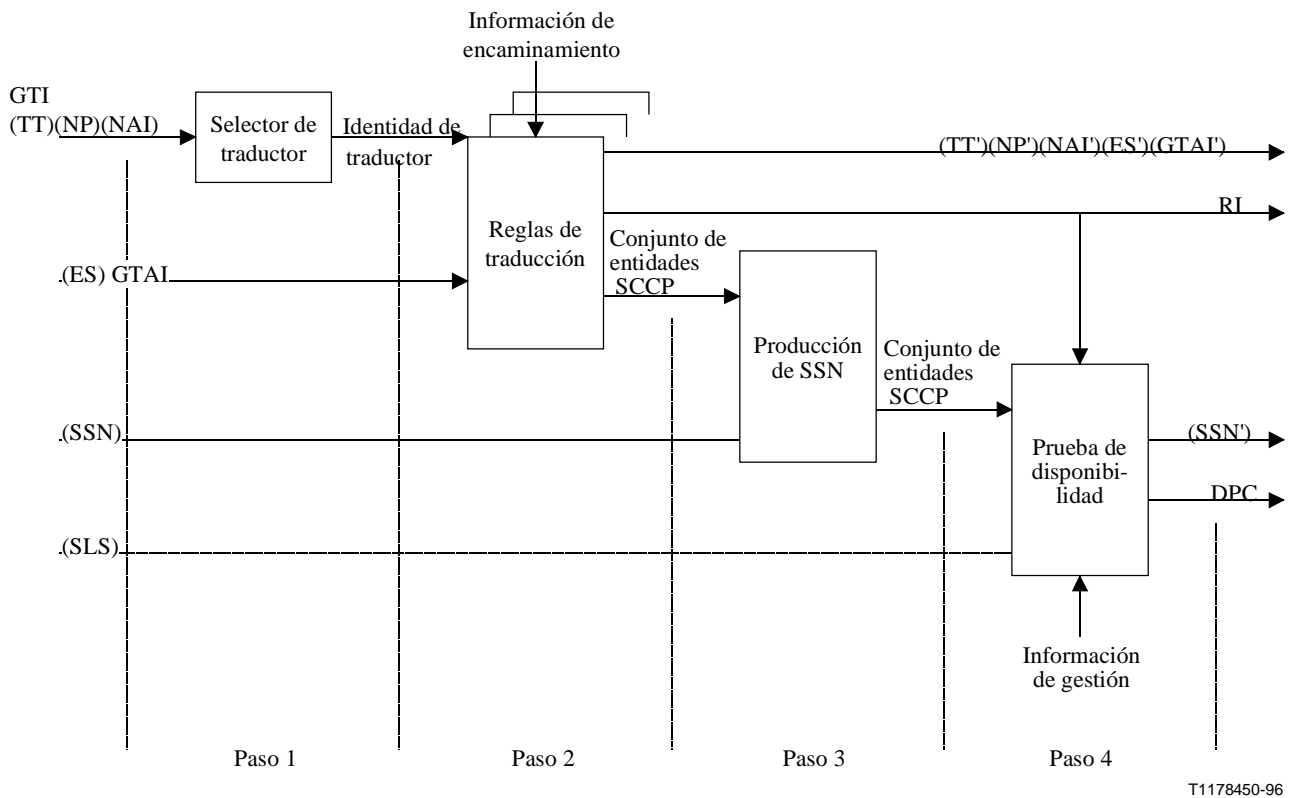 Información de
encaminamiento
GTI
(TT)(NP)(NAI)
Selector de
traductor
Identidad de
traductor
(TT')(NP')(NAI')(ES')(GTAI')
RI
Reglas de
traducción
Conjunto de
entidades
SCCP
(ES) GTAI
Producción
de SSN
Conjunto de
entidades
SCCP
(SSN)
Prueba de
disponibi-
lidad
(SSN')
DPC
(SLS)
Información
de gestión
Paso 1
Paso 2
Paso 3
Paso 4
T1178450-96